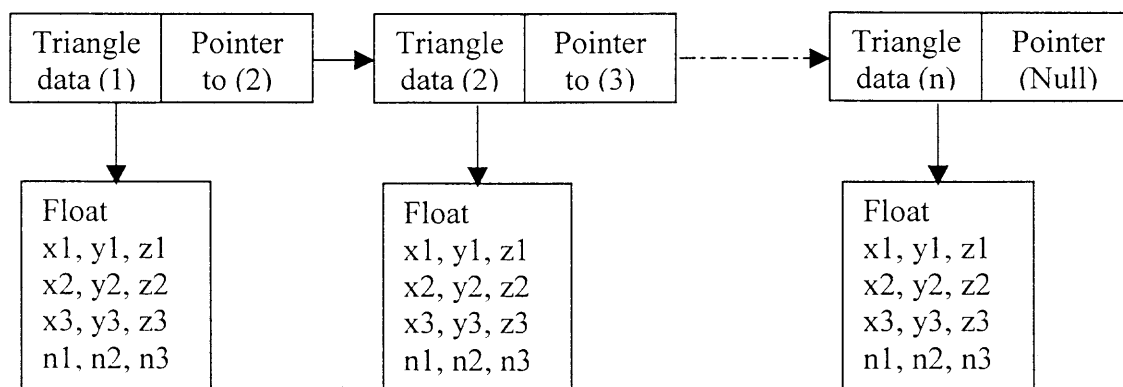 Triangle data (1)
Pointer to (2)
Triangle data (2)
Pointer to (3)
Triangle data (n)
Pointer (Null)
Float
x1, y1, z1
x2, y2, z2
x3, y3, z3
n1, n2, n3
Float
x1, y1, z1
x2, y2, z2
x3, y3, z3
n1, n2, n3
Float
x1, y1, z1
x2, y2, z2
x3, y3, z3
n1, n2, n3